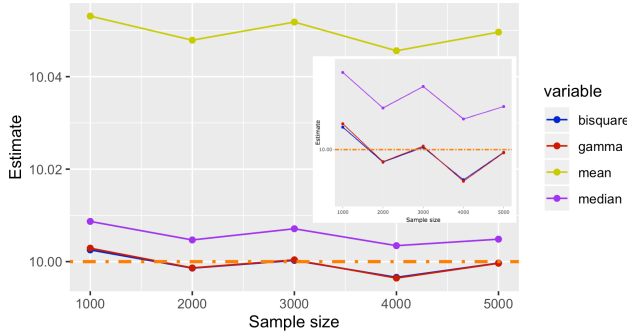 Estimate
10.04
10.02
10.00
1000 2000 3000 4000 5000
Sample size
Estimate
10.00
1000 2000 3000 4000 5000
Sample size
variable
bisquare
gamma
mean
median